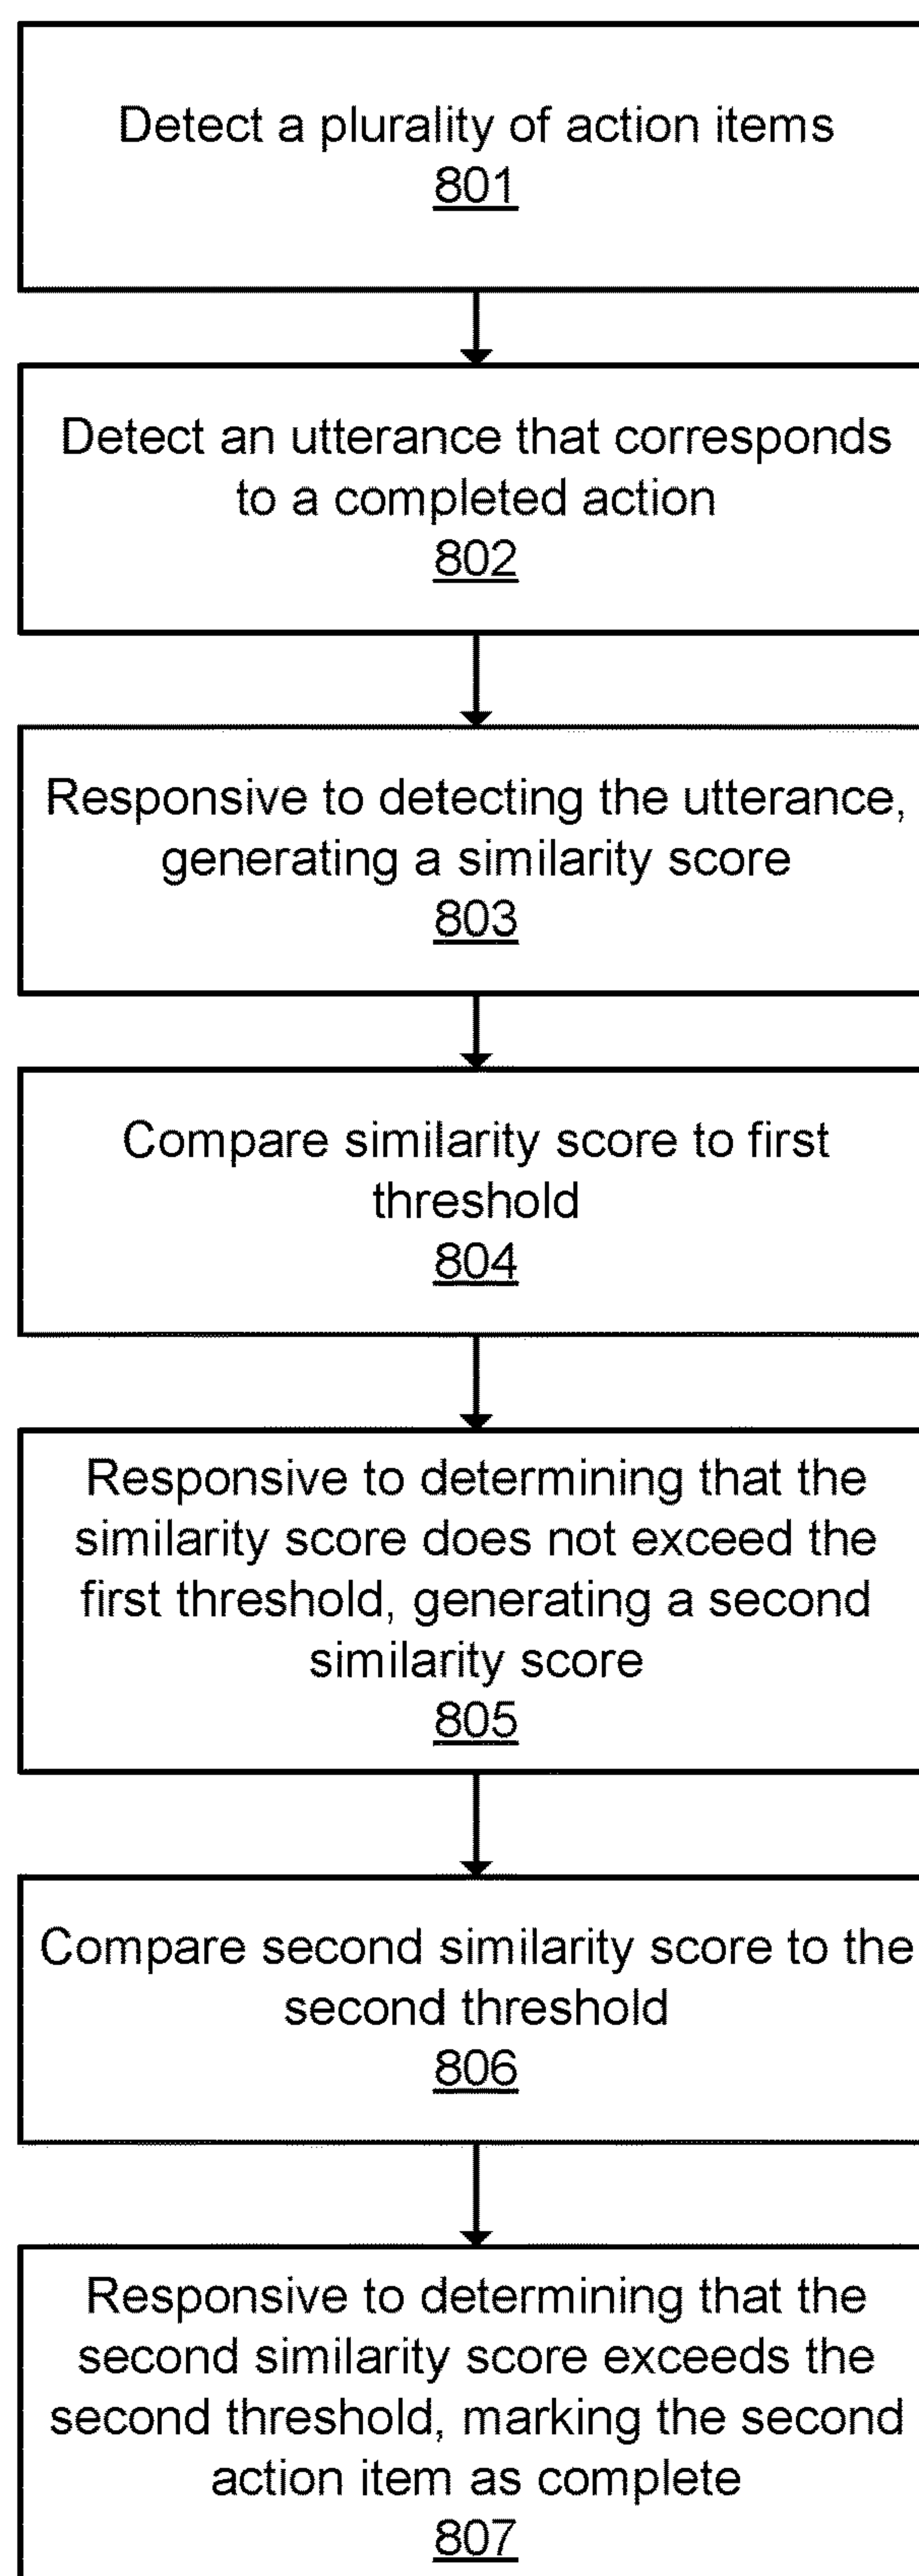 Detect a plurality of action items
801
Detect an utterance that corresponds
to a completed action
802
Responsive to detecting the utterance,
generating a similarity score
803
Compare similarity score to first
threshold
804
Responsive to determining that the
similarity score does not exceed the
first threshold, generating a second
similarity score
805
Compare second similarity score to the
second threshold
806
Responsive to determining that the
second similarity score exceeds the
second threshold, marking the second
action item as complete
807